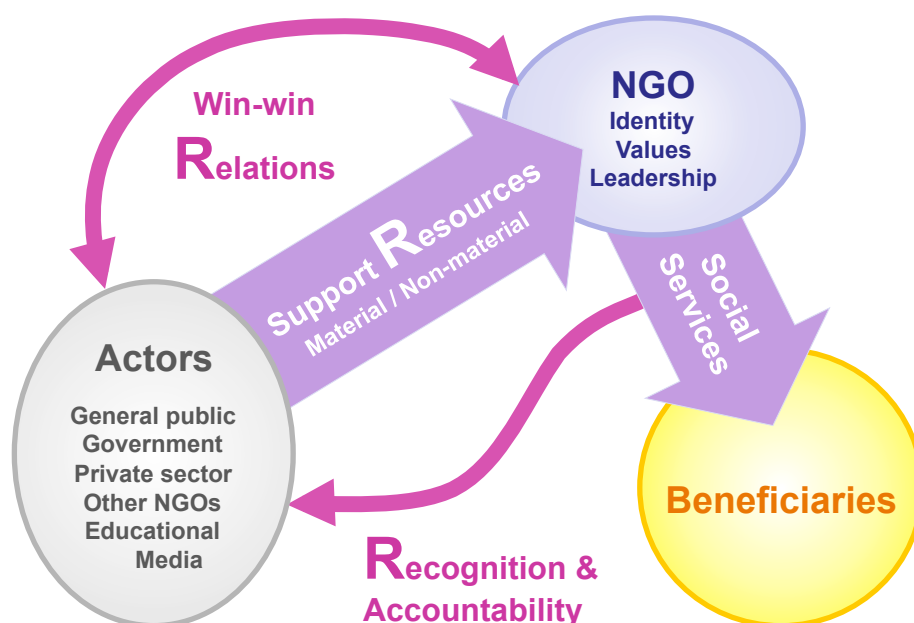 Win-win
Relations
NGO
Identity
Values
Leadership
Support Resources
Material / Non-material
Social
Services
Actors
General public
Government
Private sector
Other NGOs
Educational
Media
Beneficiaries
Recognition &
Accountability